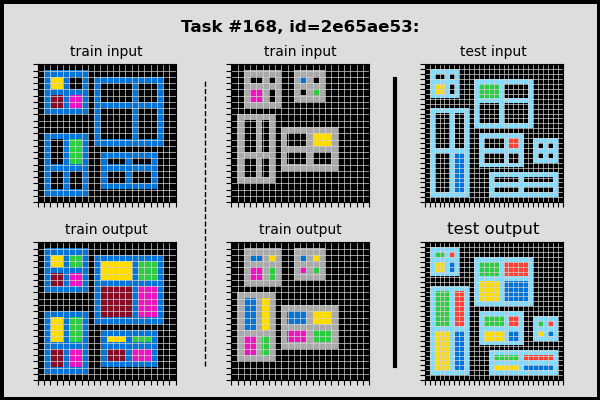 Task #168, id=2e65ae53:
train input
train input
test input
train output
train output
test output